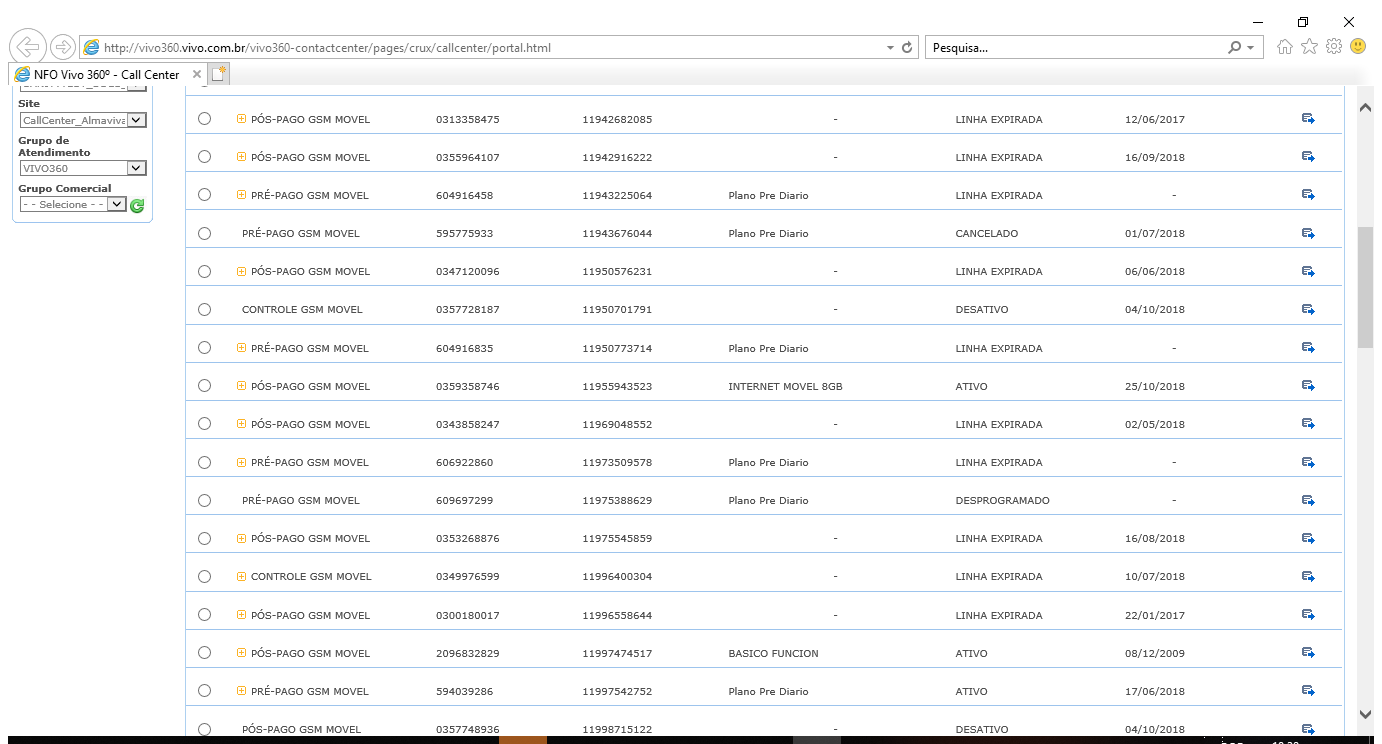 http://vivo360.vivo.com.br/vivo360-contactcenter/pages/crux/callcenter/portal.html Pesquisa...
NFO Vivo 360º - Call Center
Site
CallCenter_Almaviva
Grupo de
Atendimento
VIVO360
Grupo Comercial
- - Selecione - -
PÓS-PAGO GSM MOVEL 0313358475 11942682085 - LINHA EXPIRADA 12/06/2017
PÓS-PAGO GSM MOVEL 0355964107 11942916222 - LINHA EXPIRADA 16/09/2018
PRÉ-PAGO GSM MOVEL 604916458 11943225064 Plano Pre Diario LINHA EXPIRADA -
PRÉ-PAGO GSM MOVEL 595775933 11943676044 Plano Pre Diario CANCELADO 01/07/2018
PÓS-PAGO GSM MOVEL 0347120096 11950576231 - LINHA EXPIRADA 06/06/2018
CONTROLE GSM MOVEL 0357728187 11950701791 - DESATIVO 04/10/2018
PRÉ-PAGO GSM MOVEL 604916835 11950773714 Plano Pre Diario LINHA EXPIRADA -
PÓS-PAGO GSM MOVEL 0359358746 11955943523 INTERNET MOVEL 8GB ATIVO 25/10/2018
PÓS-PAGO GSM MOVEL 0343858247 11969048552 - LINHA EXPIRADA 02/05/2018
PRÉ-PAGO GSM MOVEL 606922860 11973509578 Plano Pre Diario LINHA EXPIRADA -
PRÉ-PAGO GSM MOVEL 609697299 11975388629 Plano Pre Diario DESPROGRAMADO -
PÓS-PAGO GSM MOVEL 0353268876 11975545859 - LINHA EXPIRADA 16/08/2018
CONTROLE GSM MOVEL 0349976599 11996400304 - LINHA EXPIRADA 10/07/2018
PÓS-PAGO GSM MOVEL 0300180017 11996558644 - LINHA EXPIRADA 22/01/2017
PÓS-PAGO GSM MOVEL 2096832829 11997474517 BASICO FUNCION ATIVO 08/12/2009
PRÉ-PAGO GSM MOVEL 594039286 11997542752 Plano Pre Diario ATIVO 17/06/2018
PÓS-PAGO GSM MOVEL 0357748936 11998715122 - DESATIVO 04/10/2018